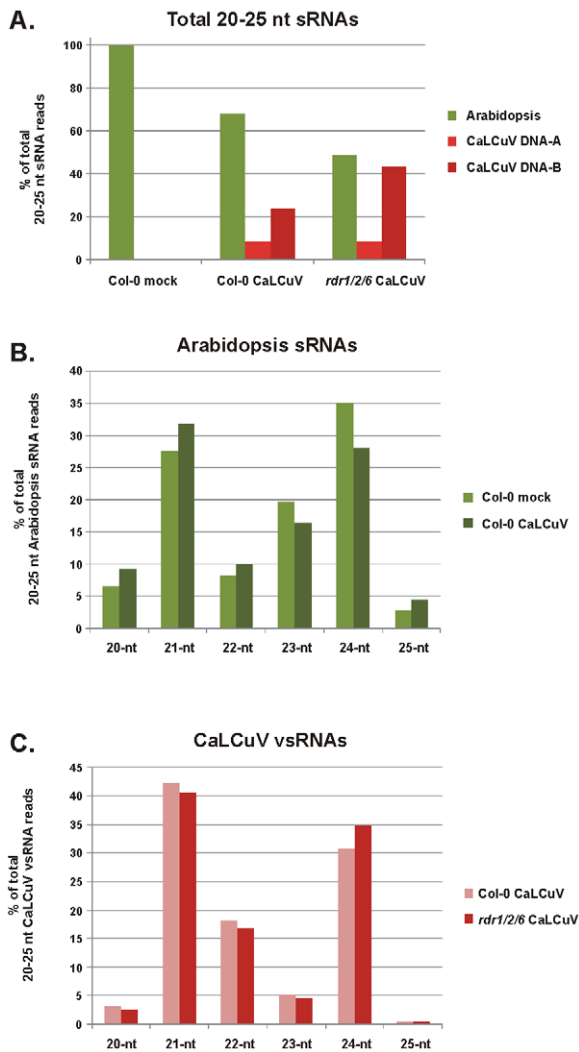 A.
Total 20-25 nt sRNAs
% of total
20-25 nt sRNA reads
100
80
60
40
20
0
Col-0 mock
Col-0 CaLCuV
rdr1/2/6 CaLCuV
Arabidopsis
CaLCuV DNA-A
CaLCuV DNA-B
B.
Arabidopsis sRNAs
% of total
20-25 nt Arabidopsis sRNA reads
40
35
30
25
20
15
10
5
0
20-nt
21-nt
22-nt
23-nt
24-nt
25-nt
Col-0 mock
Col-0 CaLCuV
C.
CaLCuV vsRNAs
% of total
20-25 nt CaLCuV vsRNA reads
45
40
35
30
25
20
15
10
5
0
20-nt
21-nt
22-nt
23-nt
24-nt
25-nt
Col-0 CaLCuV
rdr1/2/6 CaLCuV